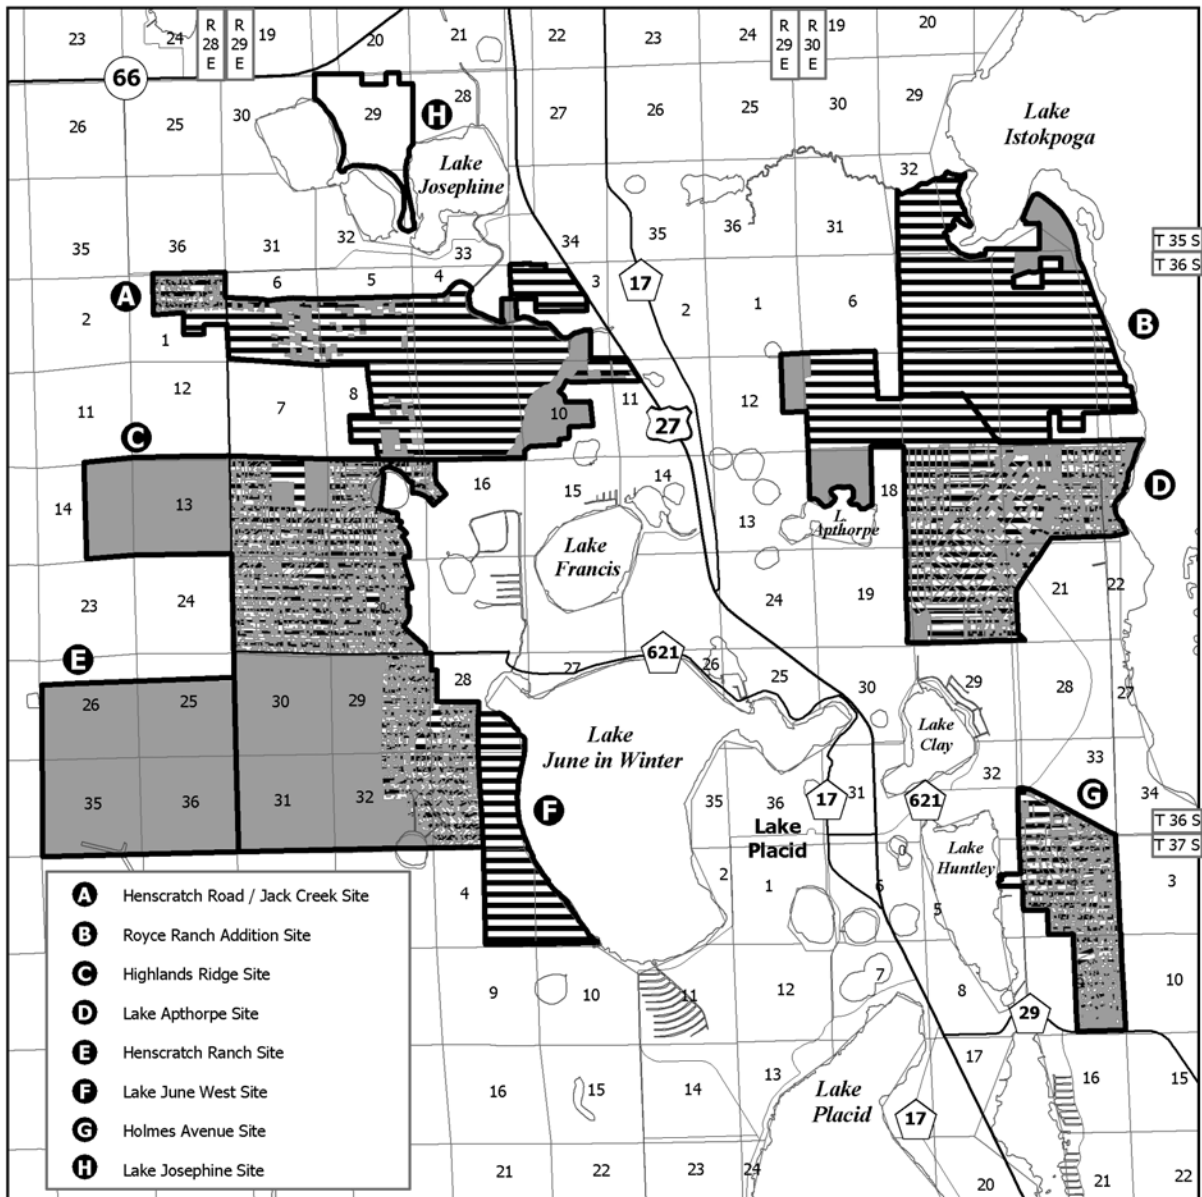 23 24 R 28 E R 29 E 19 20 21 22 23 24 R 29 E R 30 E 19 20
66
26 25 30 29 H 28 27 26 25 30 29 Lake Istokpoga
Lake Josephine
32
35 36 31 32 33 34 35 36 31
T 35 S
T 36 S
A 6 5 4 3 17 2 1 6 B
2 1
11 12 7 8 10 11 12
27
C
14 13 16 15 14 13 18 D
L. Apthorpe
Lake Francis
23 24 24 19 21 22
E 621
26 25 30 29 28 27 26 25 30 29 28 27
Lake June in Winter
Lake Clay
33
35 36 31 32 F 35 36 17 31 621 32 G 34
Lake Placid
T 36 S
T 37 S
Lake Huntley
4 2 1 6 5 3
A Henscratch Road / Jack Creek Site
B Royce Ranch Addition Site
C Highlands Ridge Site
D Lake Apthorpe Site
E Henscratch Ranch Site
F Lake June West Site
G Holmes Avenue Site
H Lake Josephine Site
9 10 11 12 7 8 10
29
16 15 14 13 17 16 15
Lake Placid
17
21 22 23 24 20 21 22